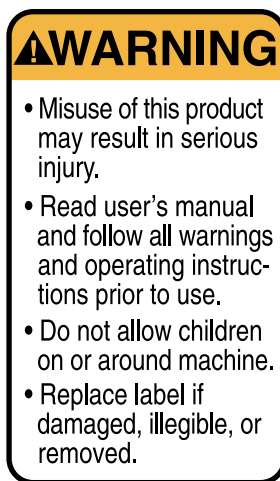 ⚠WARNING
• Misuse of this product
may result in serious
injury.
• Read user's manual
and follow all warnings
and operating instruc-
tions prior to use.
• Do not allow children
on or around machine.
• Replace label if
damaged, illegible, or
removed.